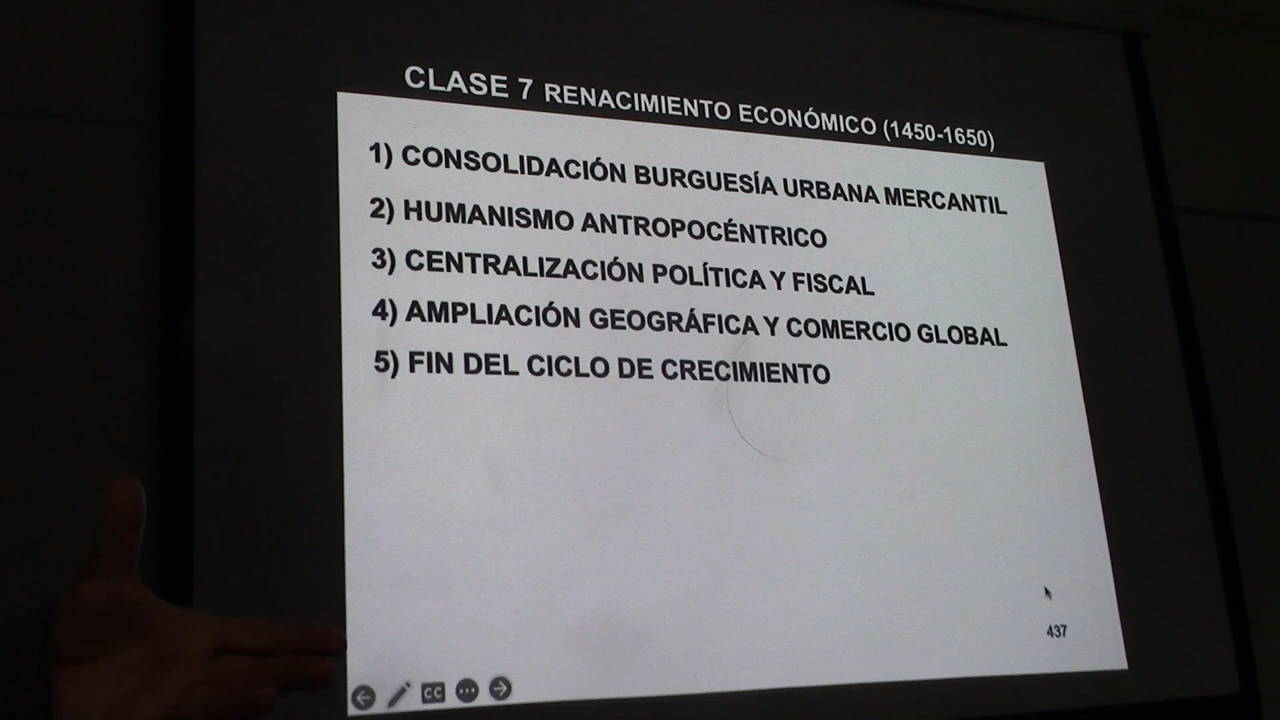 CLASE 7 RENACIMIENTO ECONÓMICO (1450-1650)
1) CONSOLIDACIÓN BURGUESÍA URBANA MERCANTIL
2) HUMANISMO ANTROPOCÉNTRICO
3) CENTRALIZACIÓN POLÍTICA Y FISCAL
4) AMPLIACIÓN GEOGRÁFICA Y COMERCIO GLOBAL
5) FIN DEL CICLO DE CRECIMIENTO
437
CC